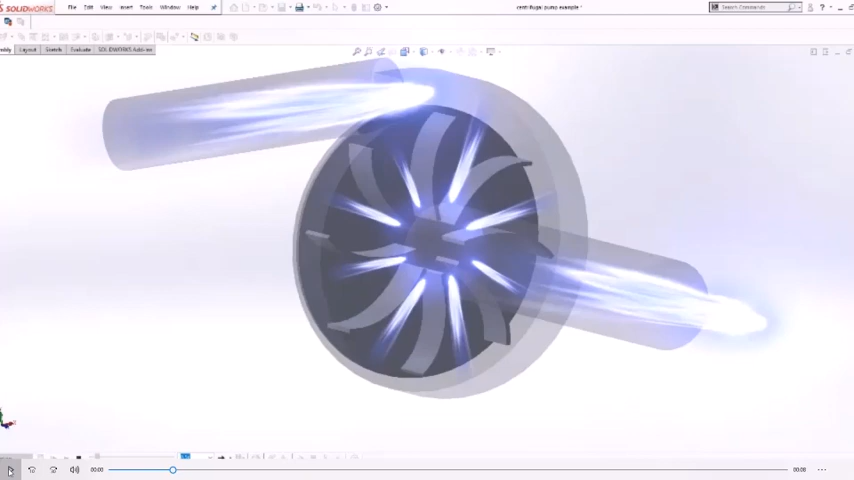 SOLIDWORKS File Edit View Insert Tools Window Help centrifugal pump example * Search Commands
Layout Sketch Evaluate SOLIDWORKS Add-Ins
00:00 00:08